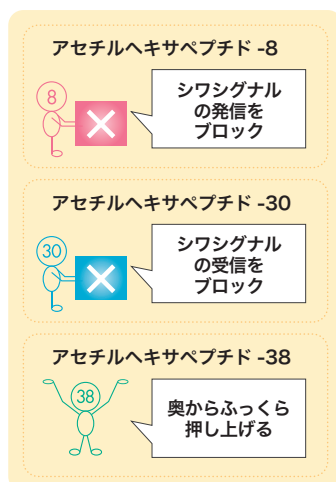 アセチルヘキサペプチド -8
8
シワシグナル
の発信を
ブロック
アセチルヘキサペプチド -30
30
シワシグナル
の受信を
ブロック
アセチルヘキサペプチド -38
38
奥からふっくら
押し上げる